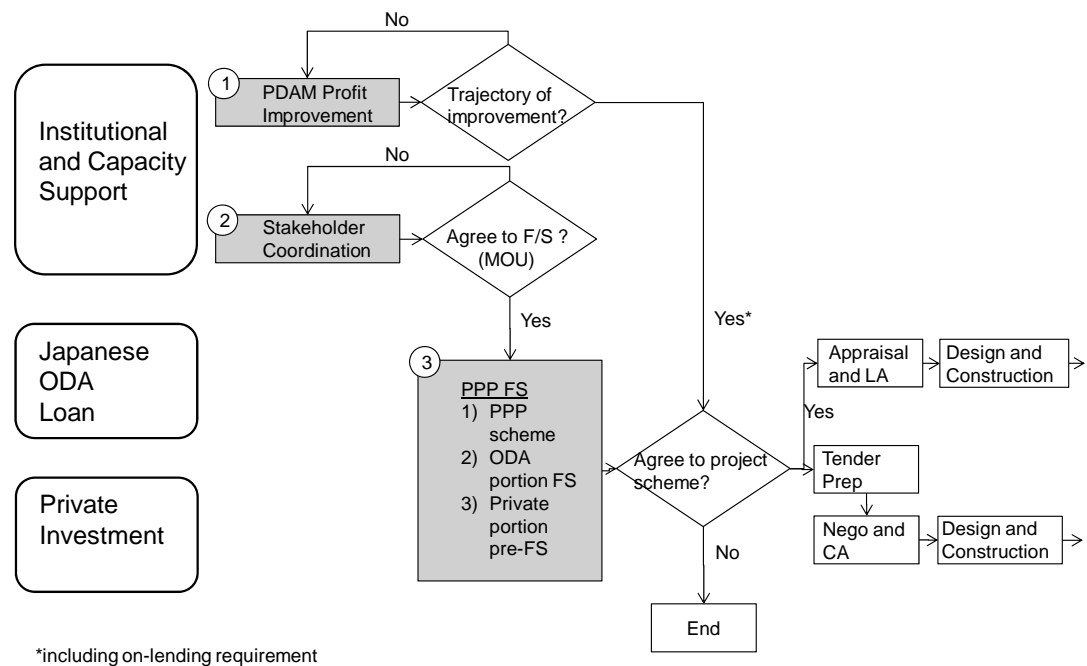 No
1
PDAM Profit
Improvement
Trajectory of
improvement?
Institutional
and Capacity
Support
No
2
Stakeholder
Coordination
Agree to F/S ?
(MOU)
Yes
Yes*
Japanese
ODA
Loan
3
PPP FS
1) PPP
scheme
2) ODA
portion FS
3) Private
portion
pre-FS
Appraisal
and LA
Design and
Construction
Yes
Agree to project
scheme?
Tender
Prep
Private
Investment
Nego and
CA
Design and
Construction
No
End
*including on-lending requirement